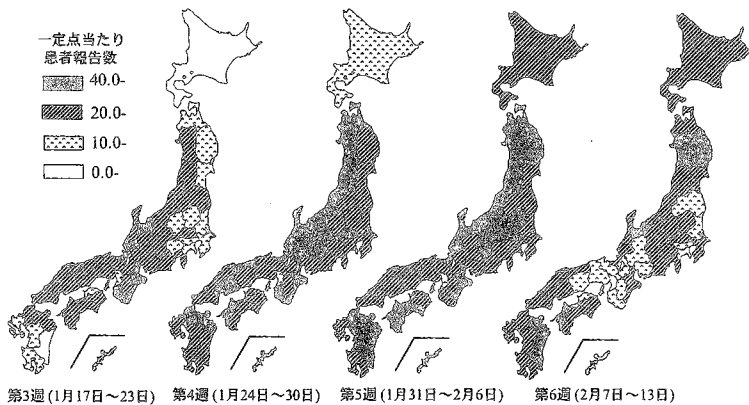 一定点当たり
患者報告数
40.0-
20.0-
10.0-
0.0-
第3週 (1月17日～23日)
第4週 (1月24日～30日)
第5週 (1月31日～2月6日)
第6週 (2月7日～13日)